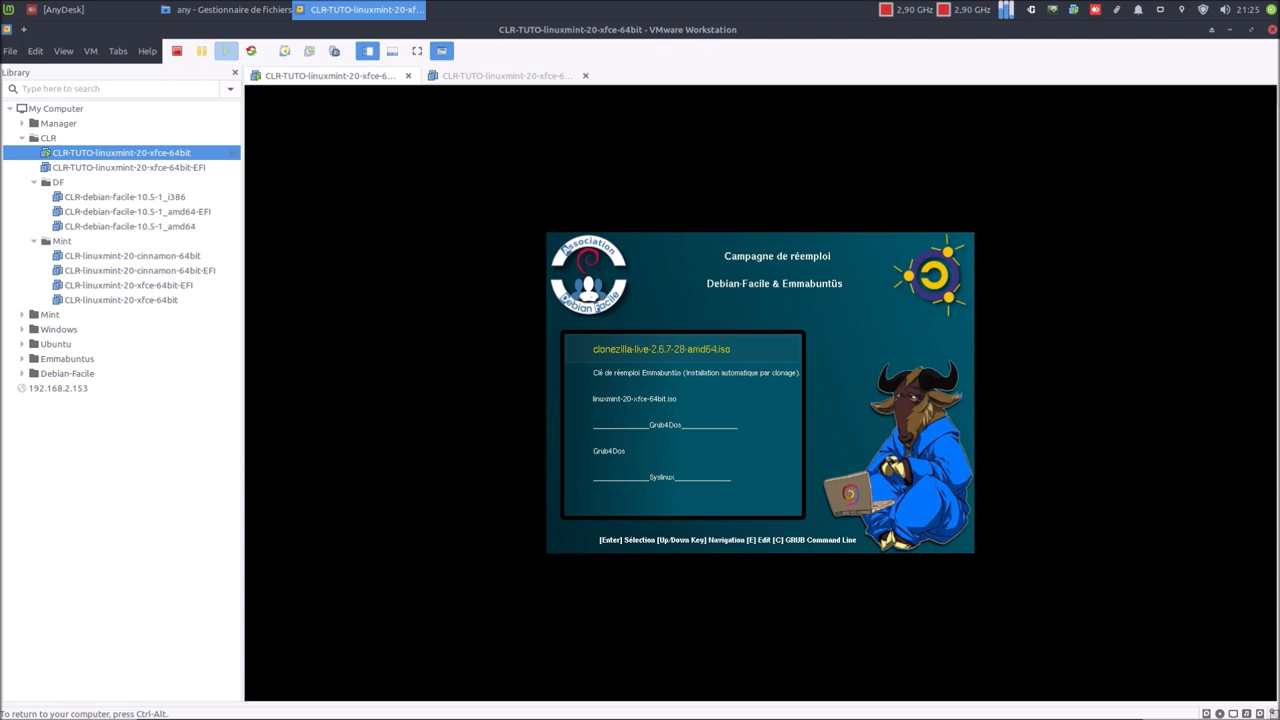 [AnyDesk]
any - Gestionnaire de fichiers
CLR-TUTO-linuxmint-20-xf...
2,90 GHz
2,90 GHz
21:25
CLR-TUTO-linuxmint-20-xfce-64bit - VMware Workstation
File Edit View VM Tabs Help
Library
CLR-TUTO-linuxmint-20-xfce-6...
CLR-TUTO-linuxmint-20-xfce-6...
Type here to search
My Computer
Manager
CLR
CLR-TUTO-linuxmint-20-xfce-64bit
CLR-TUTO-linuxmint-20-xfce-64bit-EFI
DF
CLR-debian-facile-10.5-1_i386
CLR-debian-facile-10.5-1_amd64-EFI
CLR-debian-facile-10.5-1_amd64
Mint
CLR-linuxmint-20-cinnamon-64bit
CLR-linuxmint-20-cinnamon-64bit-EFI
CLR-linuxmint-20-xfce-64bit-EFI
CLR-linuxmint-20-xfce-64bit
Mint
Windows
Ubuntu
Emmabuntus
Debian-Facile
192.168.2.153
Association
Debian Facile
Campagne de réemploi
Debian-Facile & Emmabuntüs
clonezilla-live-2.6.7-28-amd64.iso
Clé de réemploi Emmabuntüs (Installation automatique par clonage).
linuxmint-20-xfce-64bit.iso
______________Grub4Dos______________
Grub4Dos
______________Syslinux______________
[Enter] Sélection [Up/Down Key] Navigation [E] Edit [C] GRUB Command Line
To return to your computer, press Ctrl-Alt.